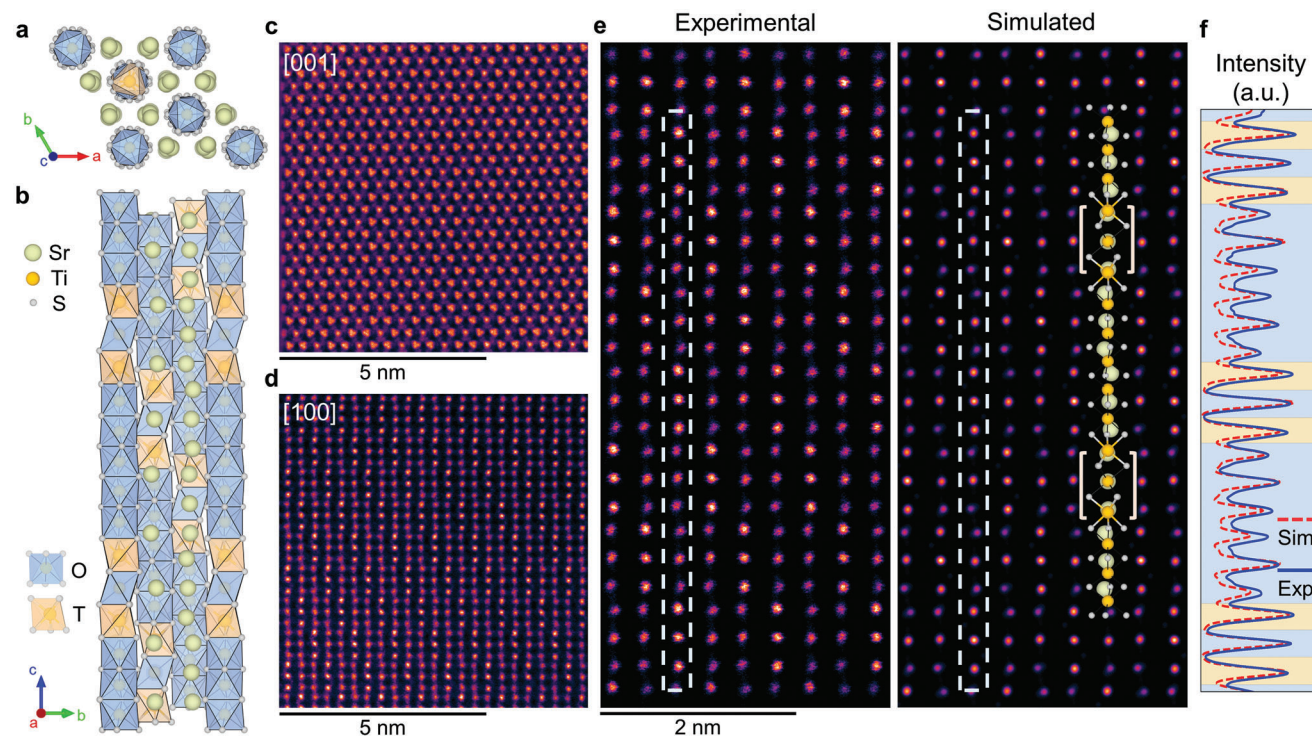 a
b
c
a
b
Sr
Ti
S
O
T
c
a
b
c
[001]
5 nm
d
[100]
5 nm
e
Experimental
Simulated
2 nm
f
Intensity
(a.u.)
Sim
Exp